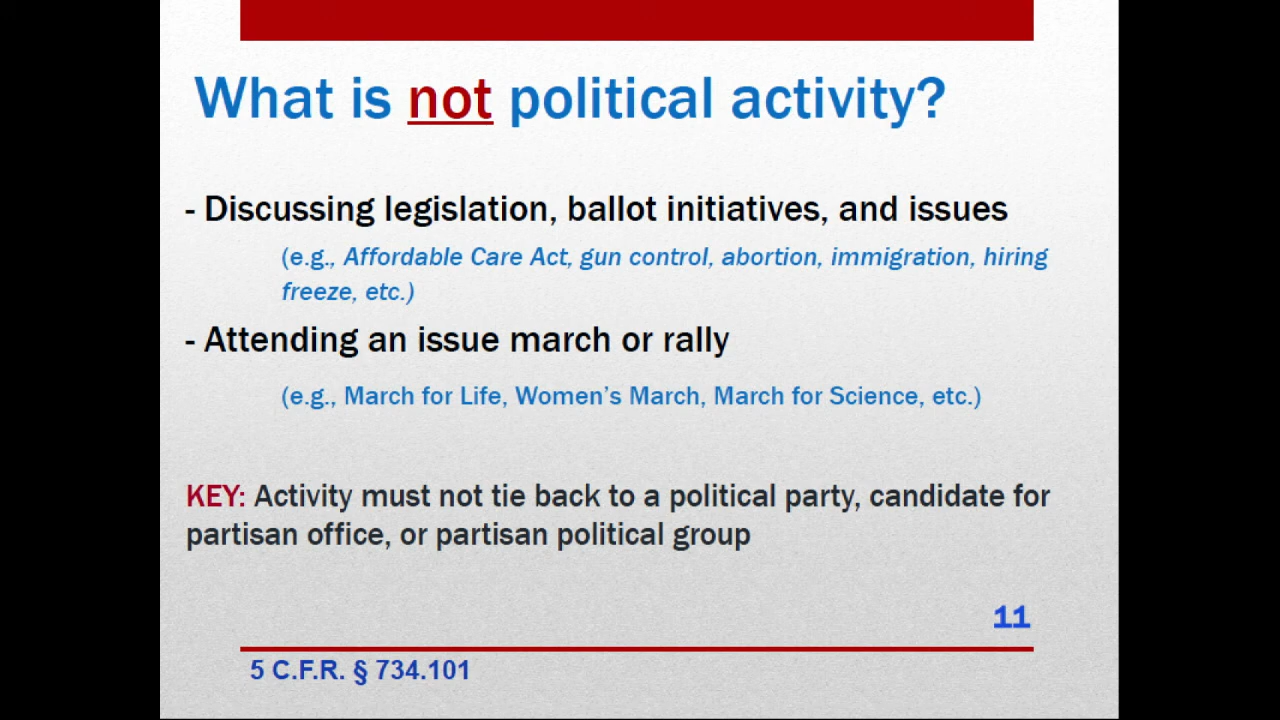 What is not political activity?
- Discussing legislation, ballot initiatives, and issues
(e.g., Affordable Care Act, gun control, abortion, immigration, hiring
freeze, etc.)
- Attending an issue march or rally
(e.g., March for Life, Women’s March, March for Science, etc.)
KEY: Activity must not tie back to a political party, candidate for
partisan office, or partisan political group
11
5 C.F.R. § 734.101